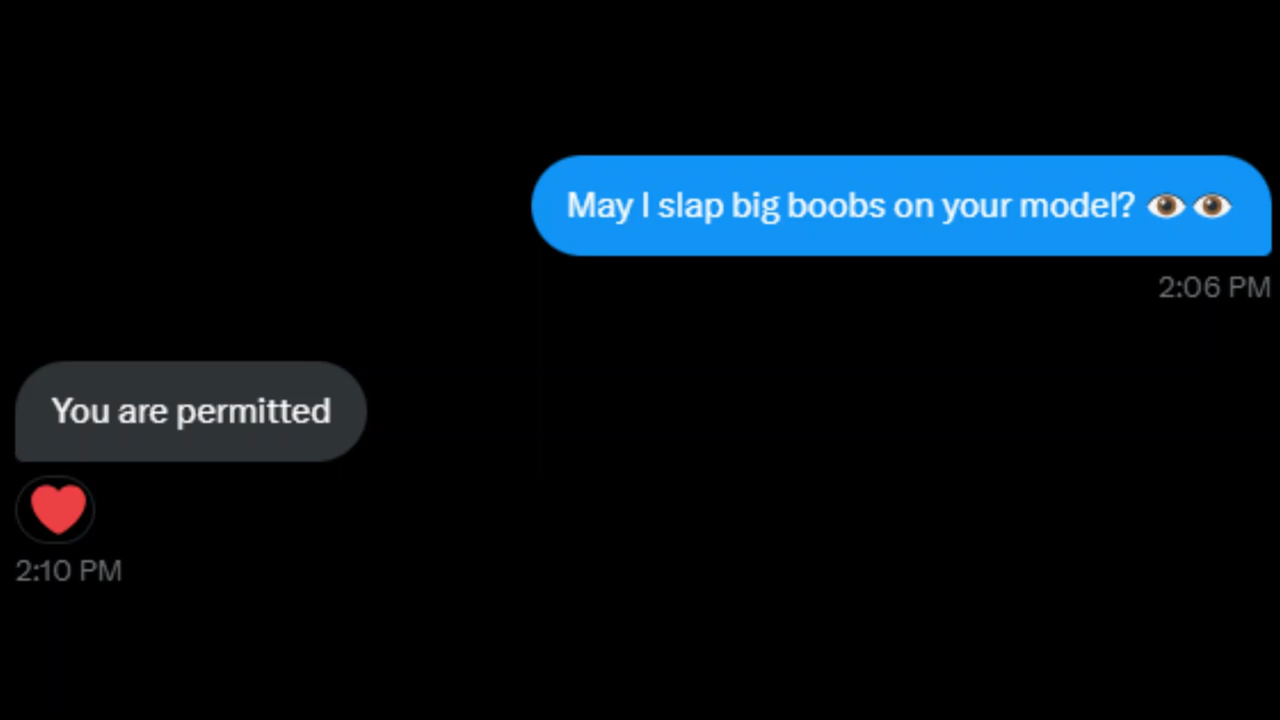 May I slap big boobs on your model? 👁️👁️
2:06 PM
You are permitted
❤️
2:10 PM